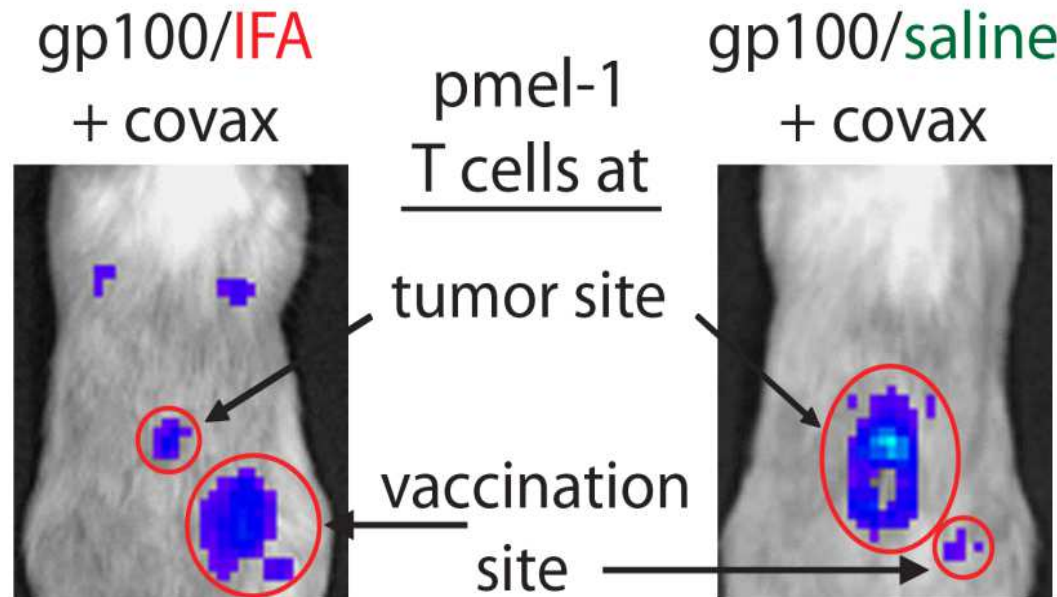 gp100/IFA
+ covax
pmel-1
T cells at
tumor site
vaccination
site
gp100/saline
+ covax